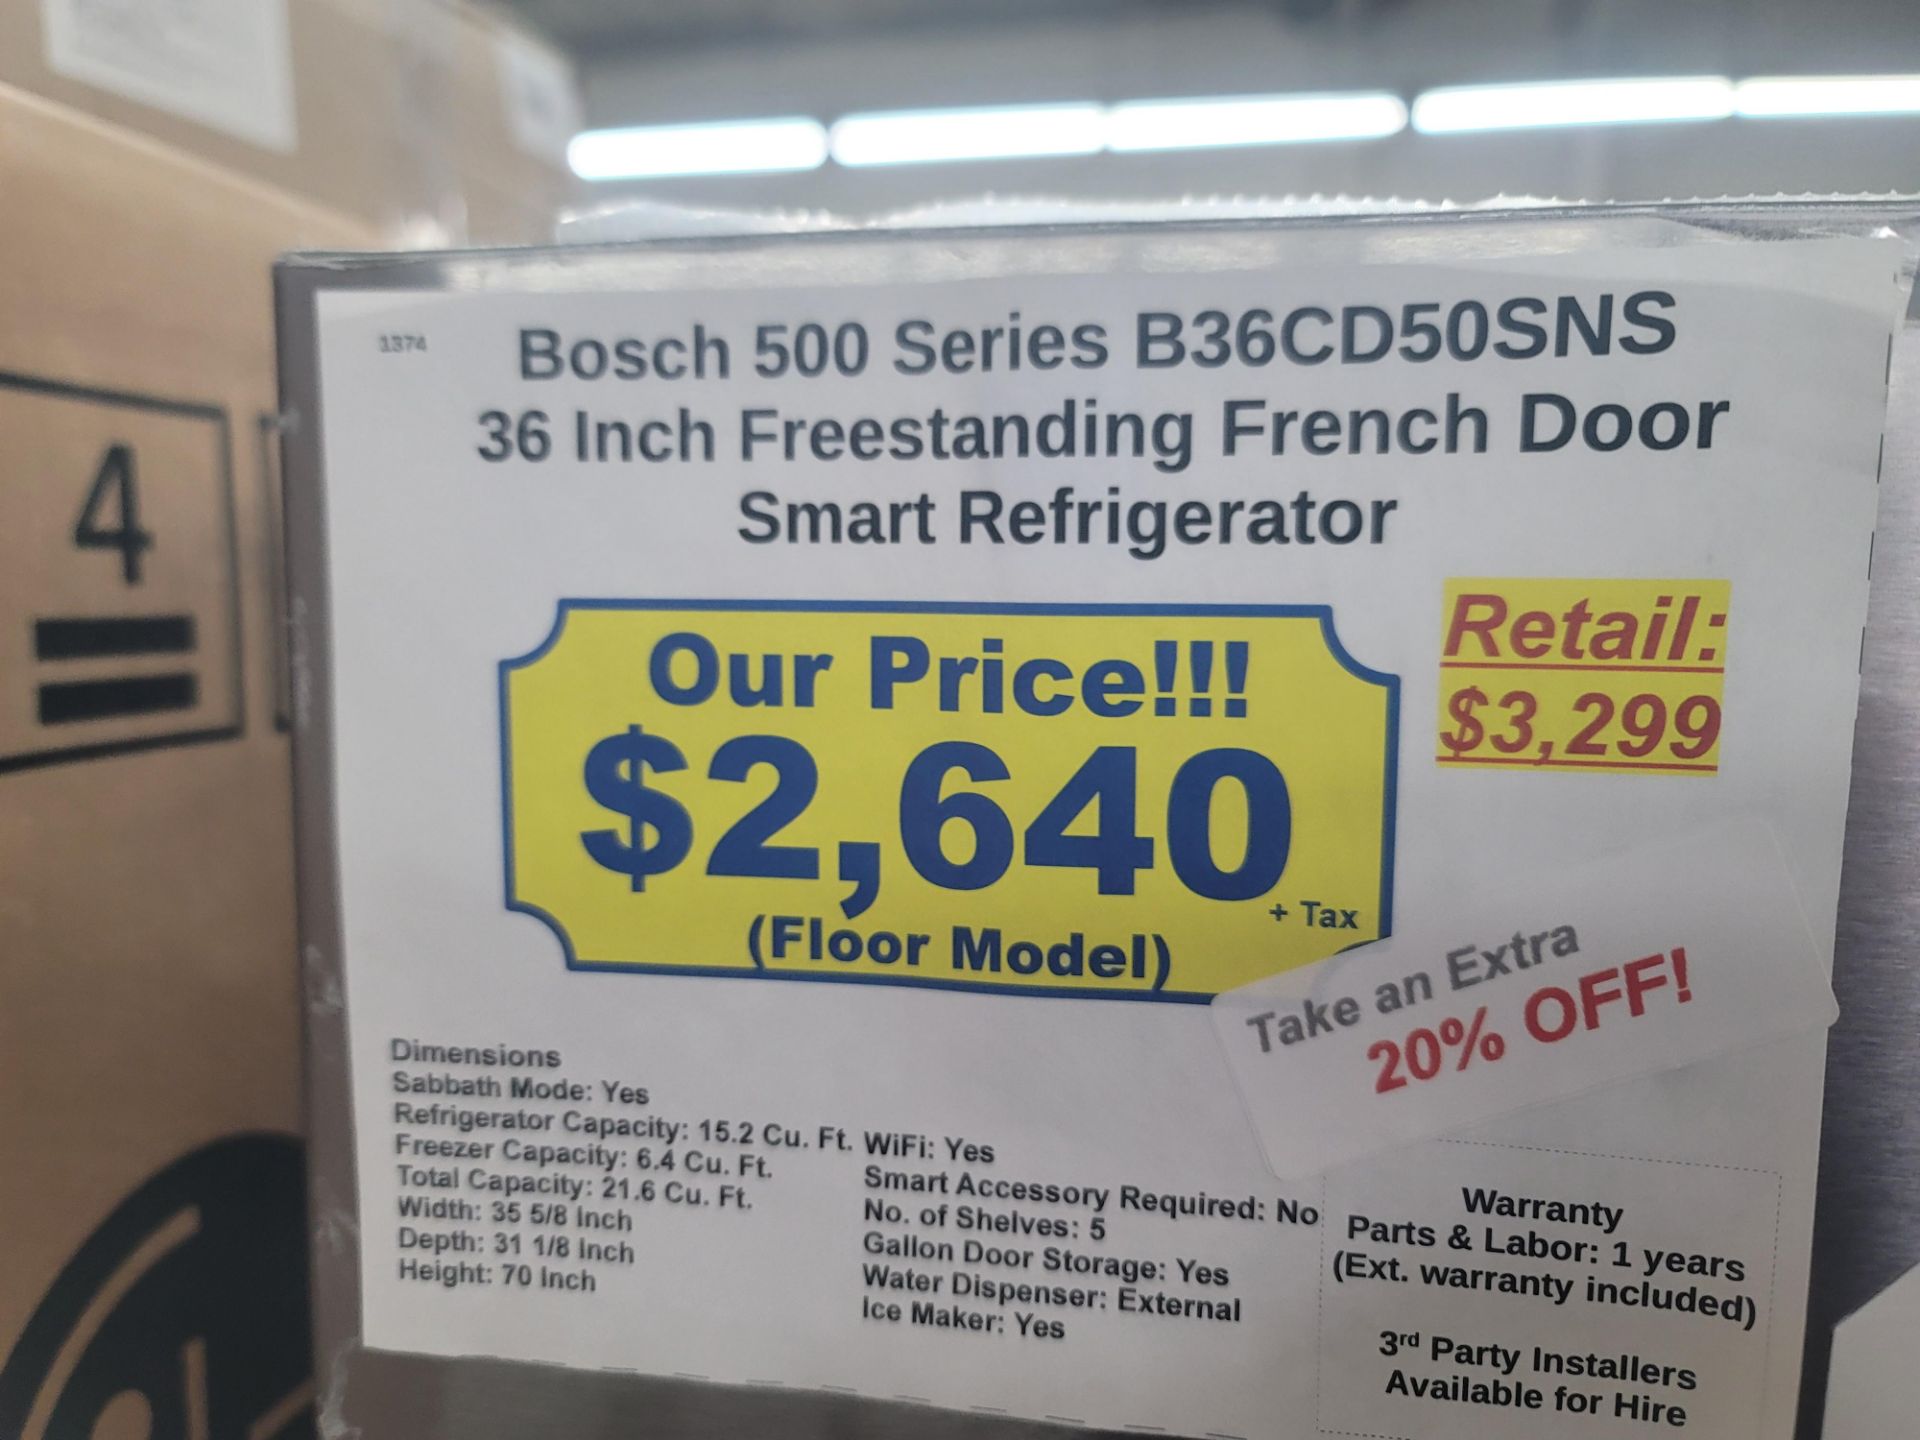 1374
Bosch 500 Series B36CD50SNS
36 Inch Freestanding French Door
Smart Refrigerator
Our Price!!!
$2,640
+ Tax
(Floor Model)
Retail:
$3,299
Take an Extra
20% OFF!
Dimensions
Sabbath Mode: Yes
Refrigerator Capacity: 15.2 Cu. Ft.
Freezer Capacity: 6.4 Cu. Ft.
Total Capacity: 21.6 Cu. Ft.
Width: 35 5/8 Inch
Depth: 31 1/8 Inch
Height: 70 Inch
WiFi: Yes
Smart Accessory Required: No
No. of Shelves: 5
Gallon Door Storage: Yes
Water Dispenser: External
Ice Maker: Yes
Warranty
Parts & Labor: 1 years
(Ext. warranty included)
3rd Party Installers
Available for Hire
4